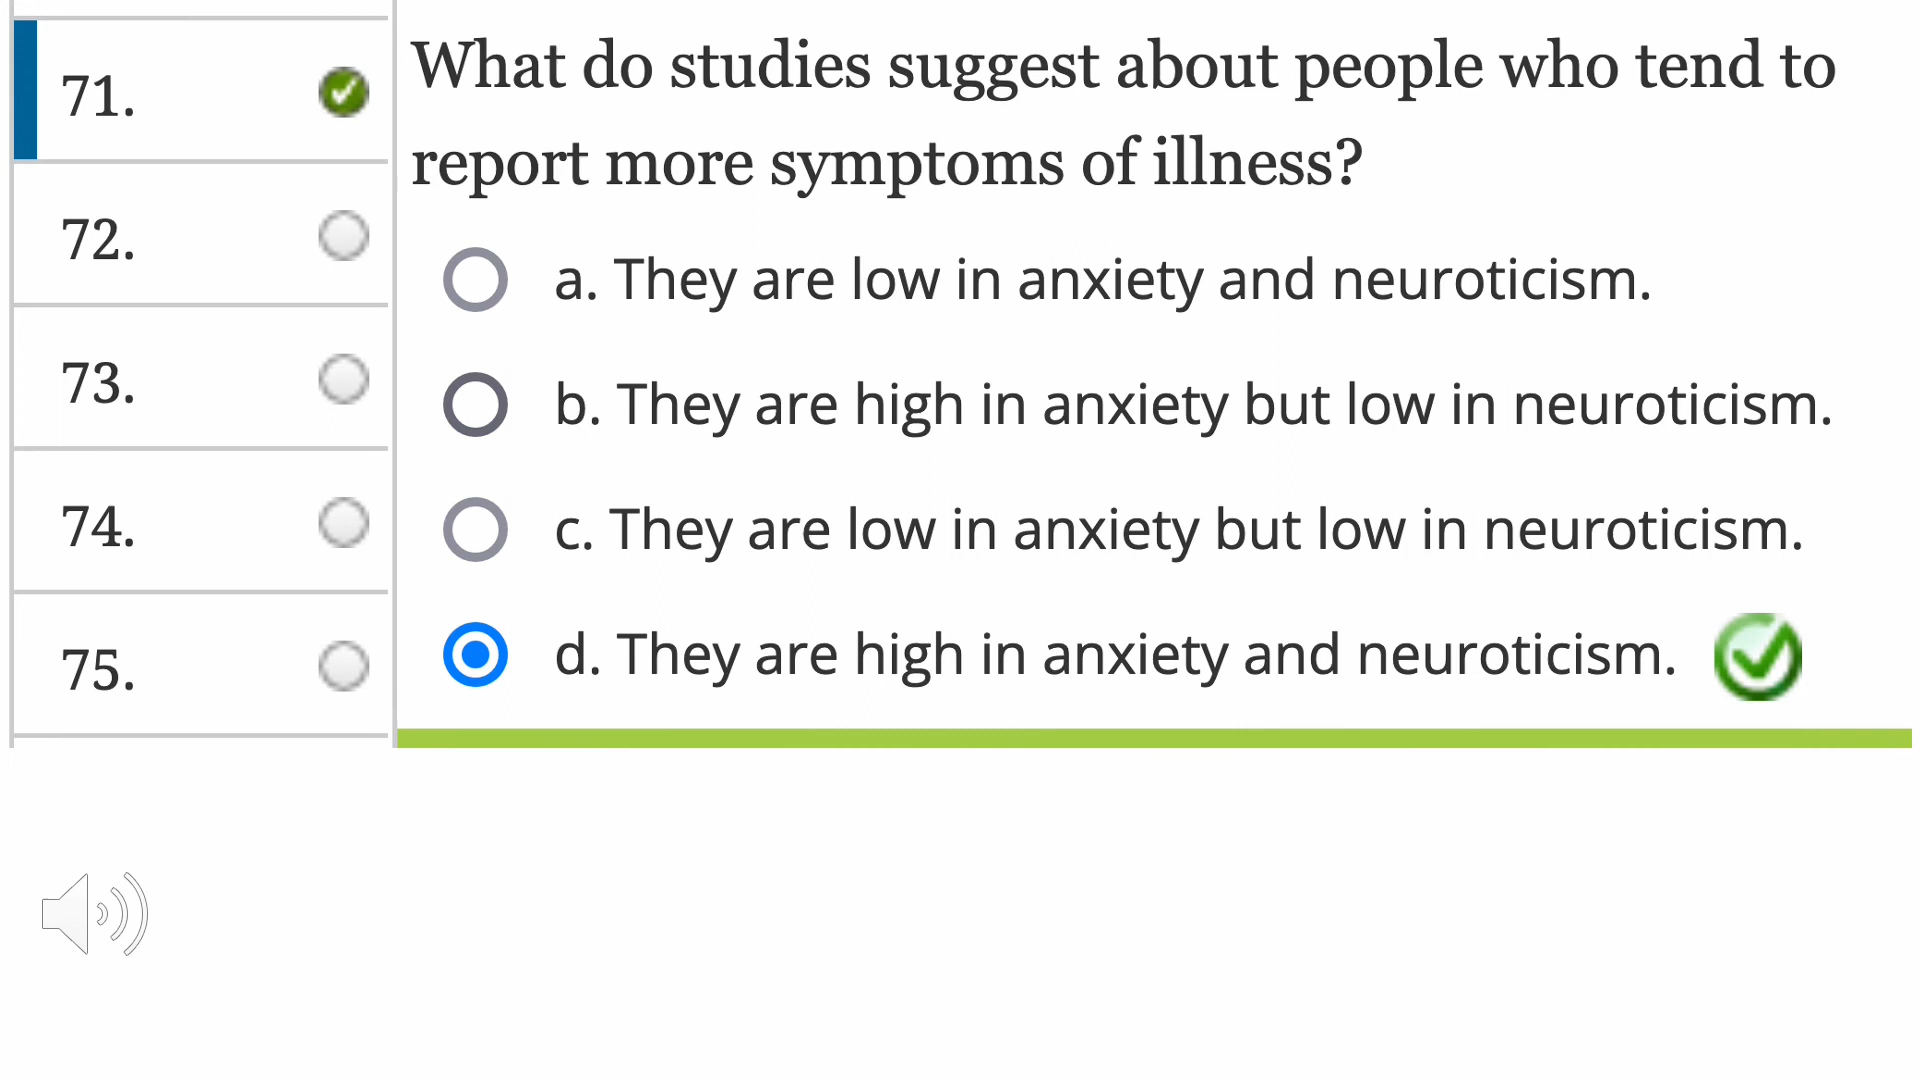 71.
72.
73.
74.
75.
What do studies suggest about people who tend to
report more symptoms of illness?
a. They are low in anxiety and neuroticism.
b. They are high in anxiety but low in neuroticism.
c. They are low in anxiety but low in neuroticism.
d. They are high in anxiety and neuroticism.